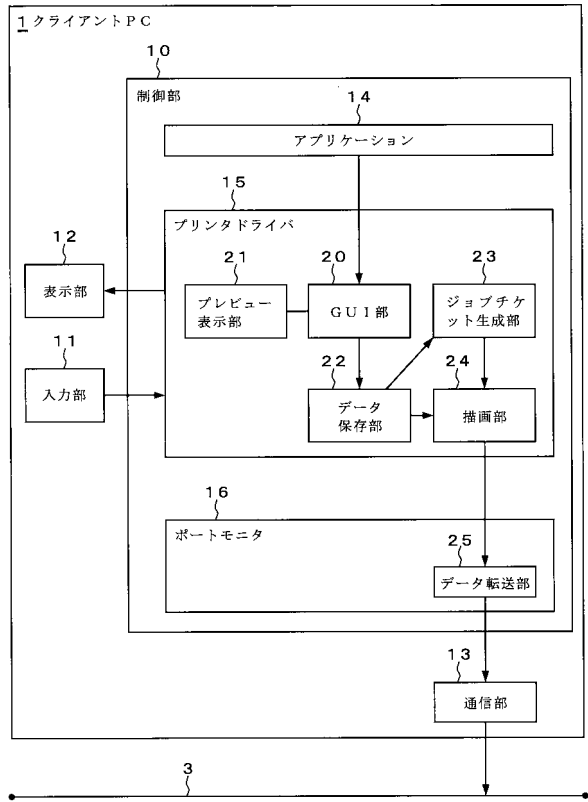 1 クライアントPC
10
制御部
14
アプリケーション
15
プリンタドライバ
12
表示部
21
プレビュー
表示部
20
GUI部
23
ジョブチケ
ット生成部
11
入力部
22
データ
保存部
24
描画部
16
ポートモニタ
25
データ転送部
13
通信部
3